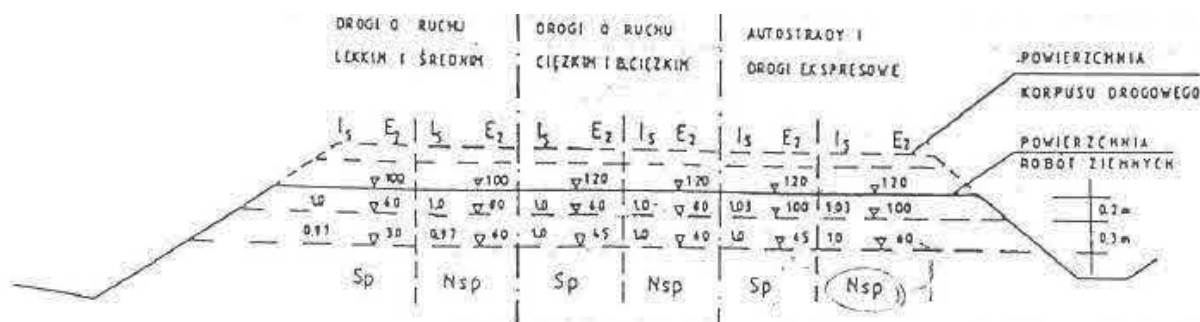 DROGI O RUCHU
LEKKIM I ŚREDNIM
DROGI O RUCHU
CIĘŻKIM I B.CIĘŻKIM
AUTOSTRADY I
DROGI EKSPRESOWE
POWIERZCHNIA
KORPUSU DROGOWEGO
POWIERZCHNIA
ROBÓT ZIEMNYCH
Is E2 Is E2 Is E2 Is E2 Is E2 Is E2
100 100 120 120 120 120
1,0 60 1,0 1,0 60 1,0 80 1,03 100 1,03 100
0,2 m
0,97 30 0,97 40 1,0 45 1,0 1,0 45 1,0 60
0,3 m
Sp Nsp Sp Nsp Sp Nsp